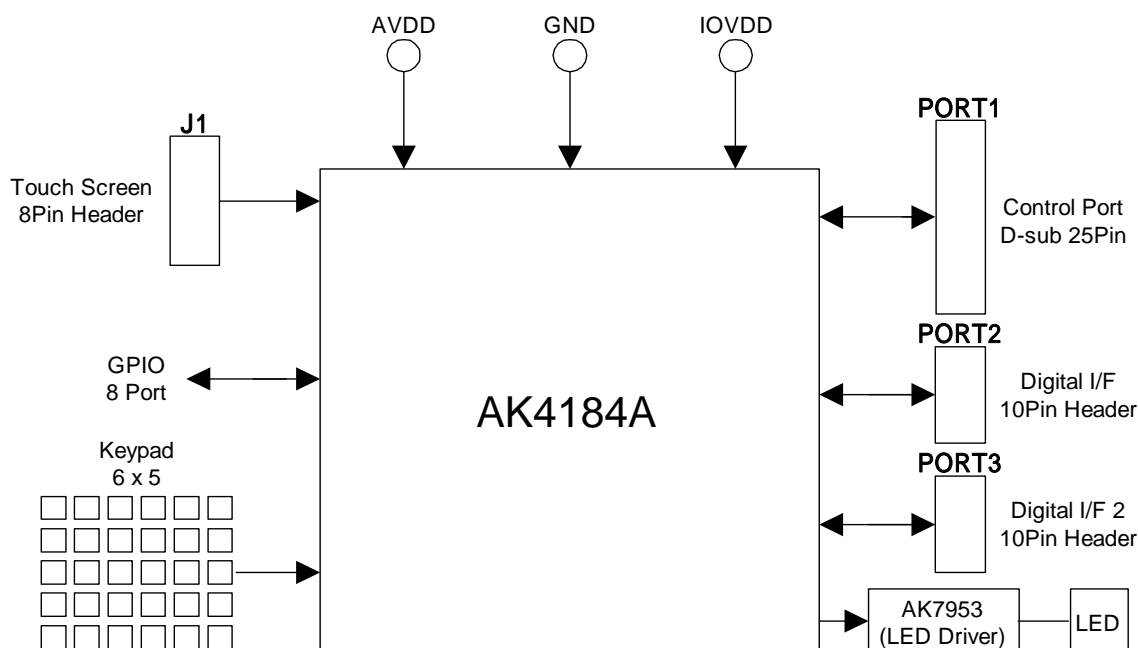 AVDD
GND
IOVDD
J1
Touch Screen
8Pin Header
PORT1
Control Port
D-sub 25Pin
GPIO
8 Port
AK4184A
PORT2
Digital I/F
10Pin Header
Keypad
6 x 5
PORT3
Digital I/F 2
10Pin Header
AK7953
(LED Driver)
LED